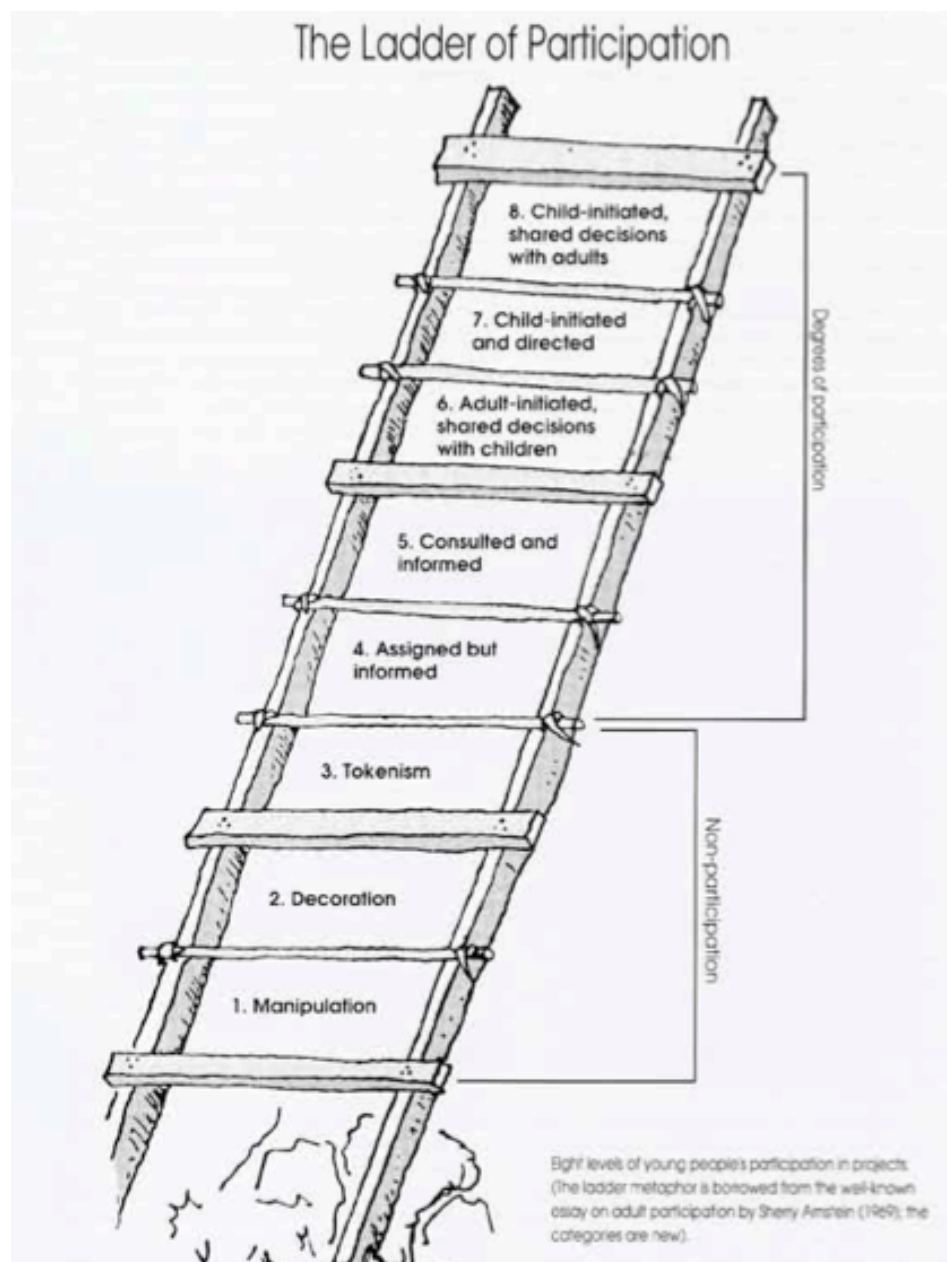 The Ladder of Participation
8. Child-initiated,
shared decisions
with adults
7. Child-initiated
and directed
6. Adult-initiated,
shared decisions
with children
5. Consulted and
informed
4. Assigned but
informed
3. Tokenism
2. Decoration
1. Manipulation
Degrees of participation
Non-participation
Eight levels of young people's participation in projects.
(The ladder metaphor is borrowed from the well-known
essay on adult participation by Sherry Arnstein (1969); the
categories are new).